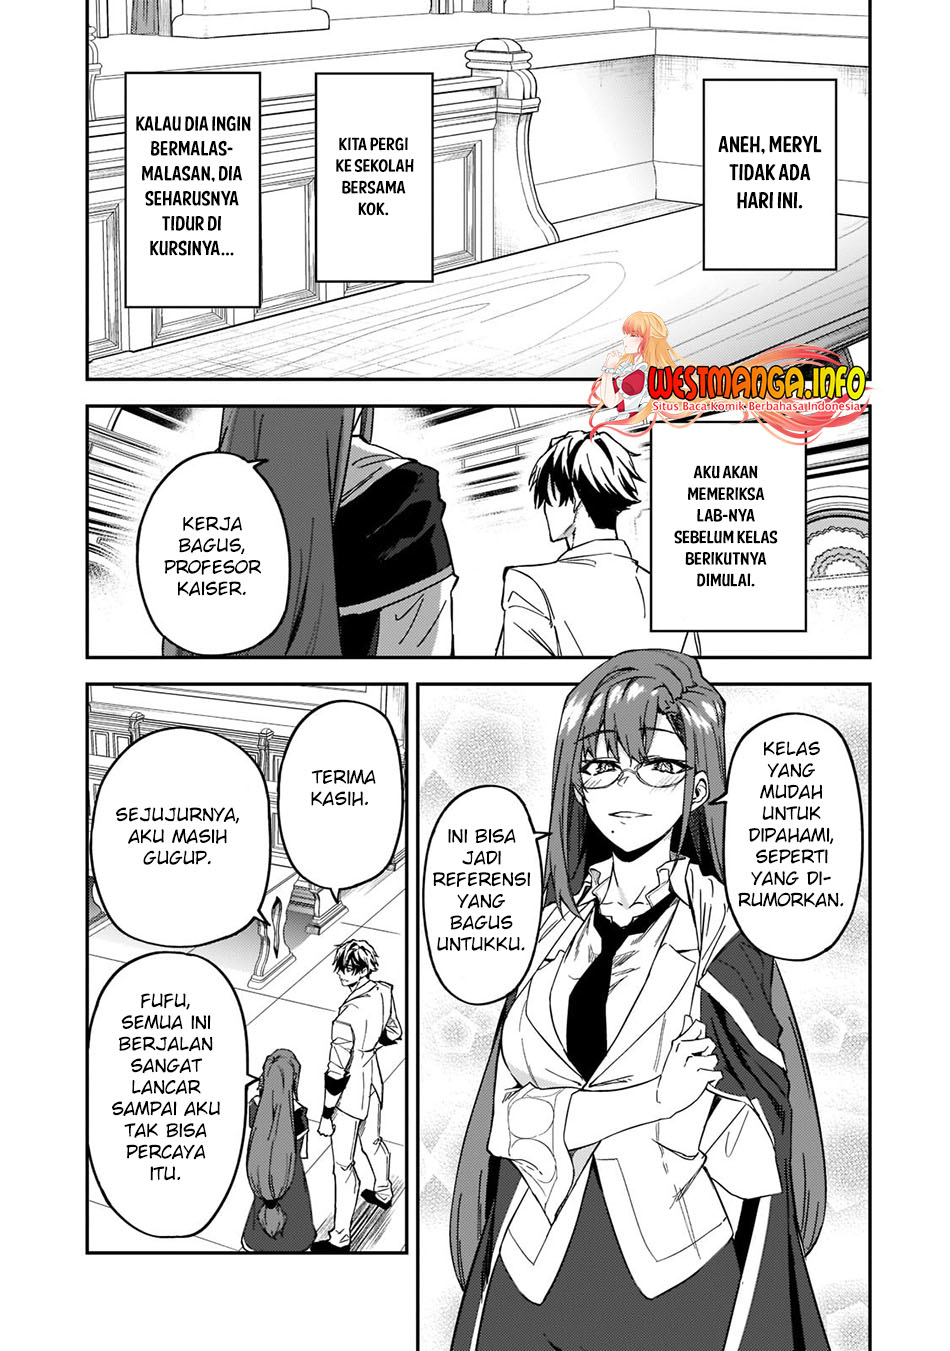 ANEH, MERYL
TIDAK ADA
HARI INI.
KITA PERGI
KE SEKOLAH
BERSAMA
KOK.
KALAU DIA INGIN
BERMALAS-
MALASAN, DIA
SEHARUSNYA
TIDUR DI
KURSINYA...
WESTMANGA.INFO
Situs Baca Komik Berbahasa Indonesia
AKU AKAN
MEMERIKSA
LAB-NYA
SEBELUM KELAS
BERIKUTNYA
DIMULAI.
KERJA
BAGUS,
PROFESOR
KAISER.
KELAS
YANG
MUDAH
UNTUK
DIPAHAMI,
SEPERTI
YANG DI-
RUMORKAN.
INI BISA
JADI
REFERENSI
YANG
BAGUS
UNTUKKU.
TERIMA
KASIH.
SEJUJURNYA,
AKU MASIH
GUGUP.
FUFU,
SEMUA INI
BERJALAN
SANGAT
LANCAR
SAMPAI AKU
TAK BISA
PERCAYA
ITU.